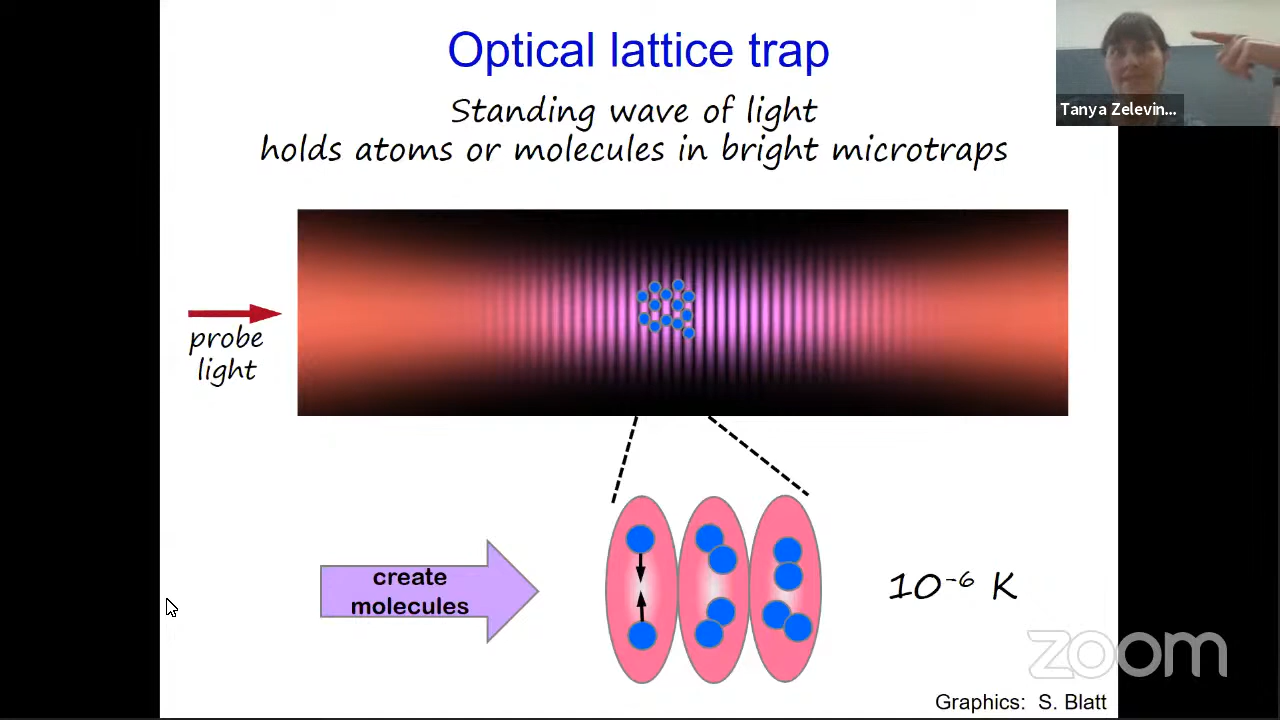 Optical lattice trap
Standing wave of light
holds atoms or molecules in bright microtraps
Tanya Zelevin...
probe
light
create
molecules
10⁻⁶ K
zoom
Graphics: S. Blatt